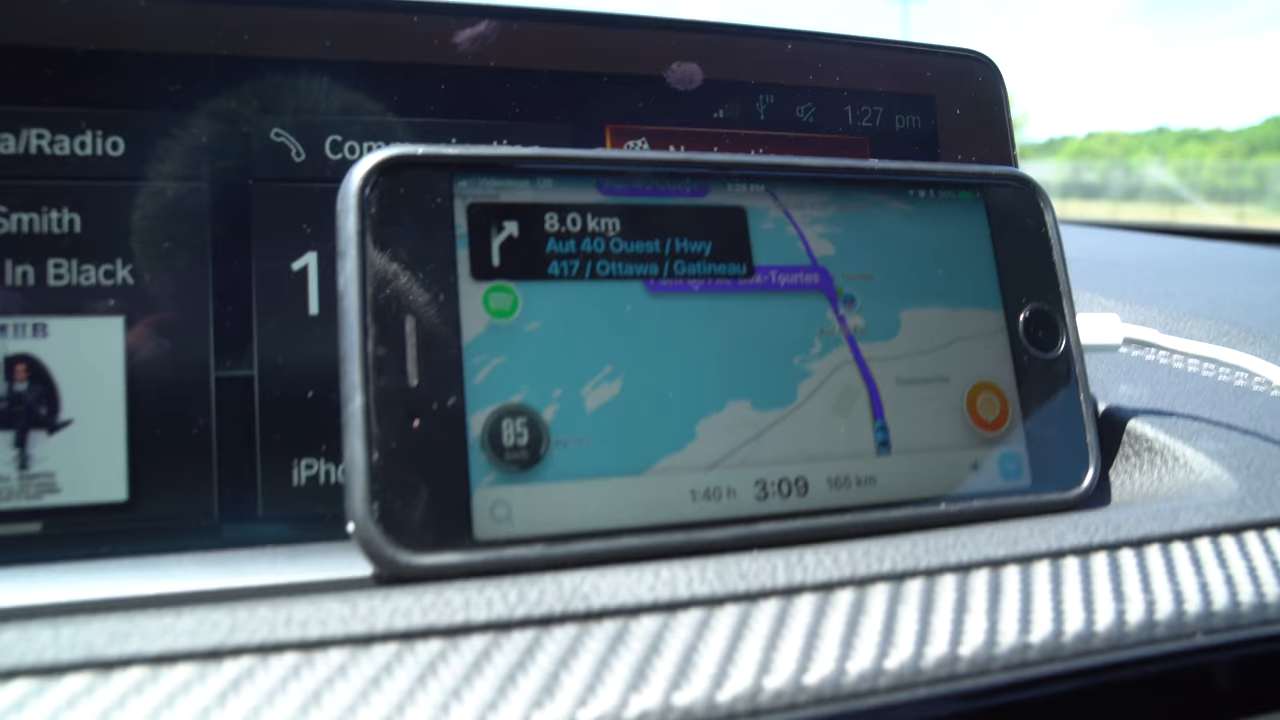 a/Radio
Com
1:27 pm
Smith
In Black
1
iPho
8.0 km
Aut 40 Ouest / Hwy
417 / Ottawa / Gatineau
85
1:40 h
3:09
166 km